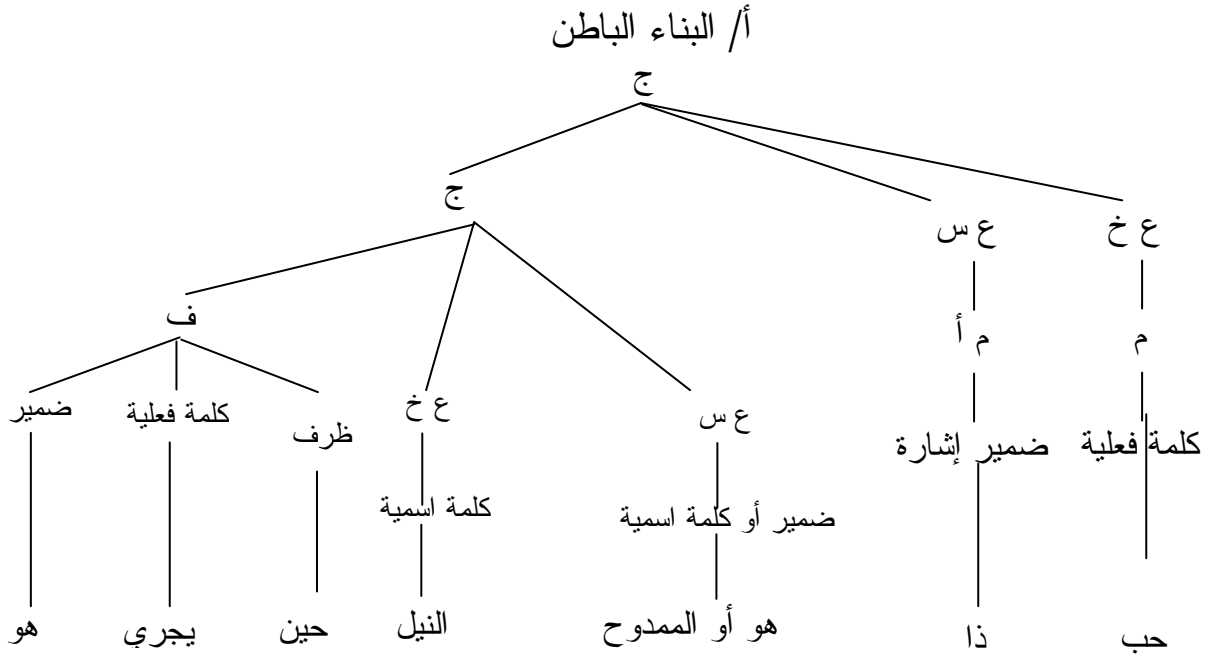 أ/ البناء الباطن
ج
ج
ع خ ع س
ف
م م أ
ع خ
ع س
كلمة فعلية ضمير إشارة
ظرف كلمة فعلية ضمير
ضمير أو كلمة اسمية كلمة اسمية
حب ذا هو أو الممدوح النيل حين يجري هو